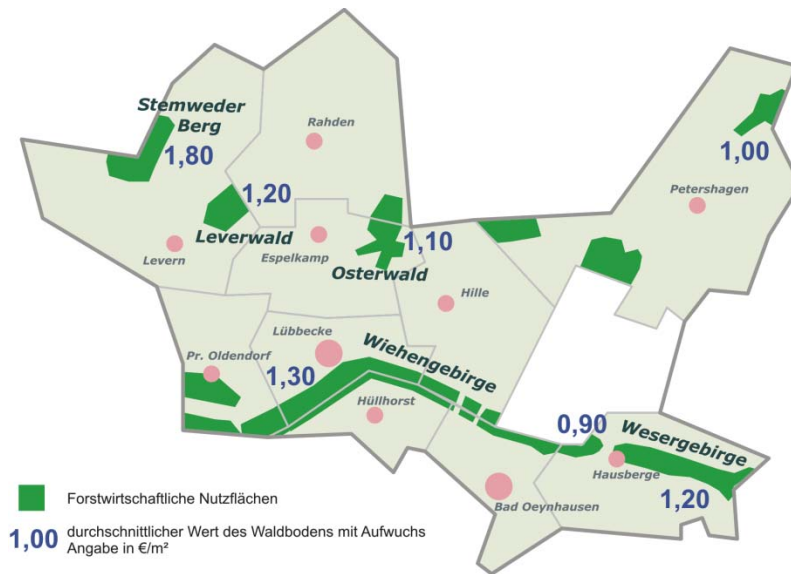 Stemweder
Berg
1,80
Rahden
1,00
Petershagen
1,20
Leverwald
Levern
Espelkamp
1,10
Osterwald
Hille
Lübbecke
Wiehengebirge
Pr. Oldendorf
1,30
Hüllhorst
0,90
Wesergebirge
Hausberge
1,20
Bad Oeynhausen
Forstwirtschaftliche Nutzflächen
1,00 durchschnittlicher Wert des Waldbodens mit Aufwuchs
Angabe in €/m²